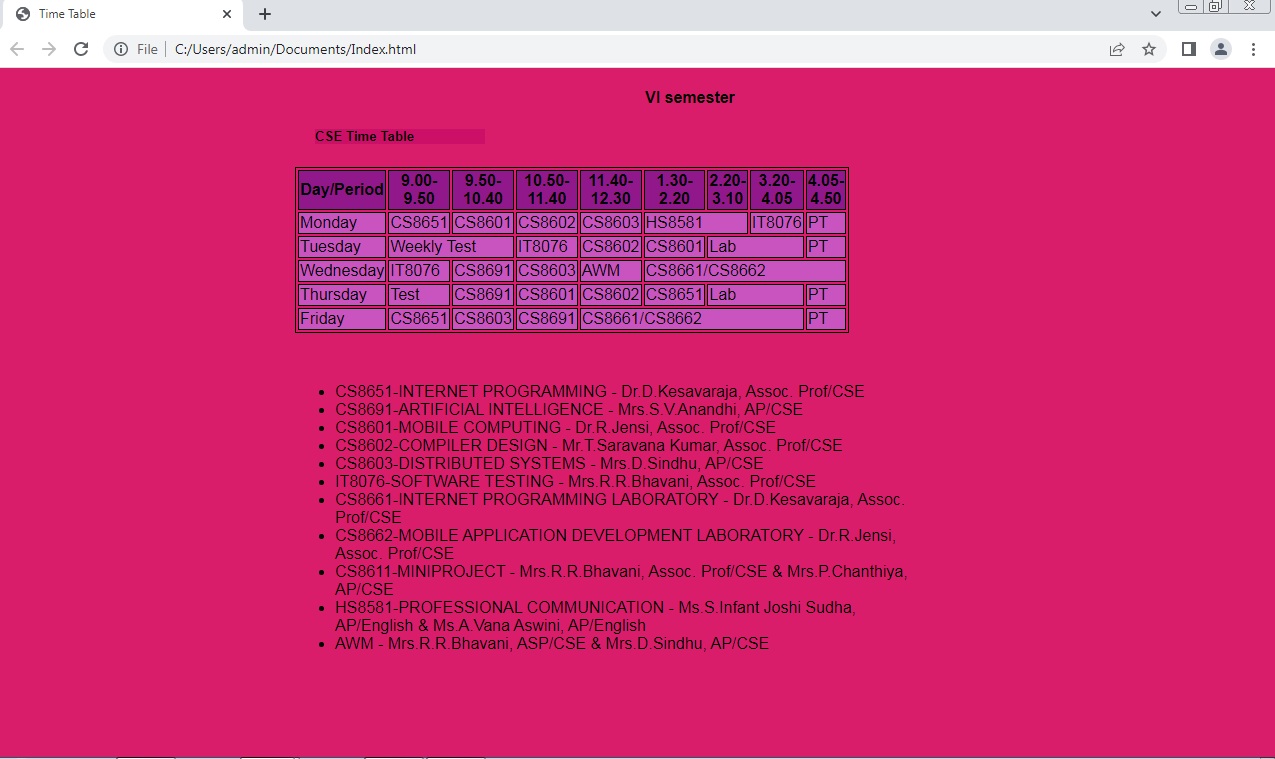 Time Table
File C:/Users/admin/Documents/Index.html
VI semester
CSE Time Table
Day/Period 9.00-9.50 9.50-10.40 10.50-11.40 11.40-12.30 1.30-2.20 2.20-3.10 3.20-4.05 4.05-4.50
Monday CS8651 CS8601 CS8602 CS8603 HS8581 IT8076 PT
Tuesday Weekly Test IT8076 CS8602 CS8601 Lab PT
Wednesday IT8076 CS8691 CS8603 AWM CS8661/CS8662
Thursday Test CS8691 CS8601 CS8602 CS8651 Lab PT
Friday CS8651 CS8603 CS8691 CS8661/CS8662 PT
• CS8651-INTERNET PROGRAMMING - Dr.D.Kesavaraja, Assoc. Prof/CSE
• CS8691-ARTIFICIAL INTELLIGENCE - Mrs.S.V.Anandhi, AP/CSE
• CS8601-MOBILE COMPUTING - Dr.R.Jensi, Assoc. Prof/CSE
• CS8602-COMPILER DESIGN - Mr.T.Saravana Kumar, Assoc. Prof/CSE
• CS8603-DISTRIBUTED SYSTEMS - Mrs.D.Sindhu, AP/CSE
• IT8076-SOFTWARE TESTING - Mrs.R.R.Bhavani, Assoc. Prof/CSE
• CS8661-INTERNET PROGRAMMING LABORATORY - Dr.D.Kesavaraja, Assoc.
Prof/CSE
• CS8662-MOBILE APPLICATION DEVELOPMENT LABORATORY - Dr.R.Jensi,
Assoc. Prof/CSE
• CS8611-MINIPROJECT - Mrs.R.R.Bhavani, Assoc. Prof/CSE & Mrs.P.Chanthiya,
AP/CSE
• HS8581-PROFESSIONAL COMMUNICATION - Ms.S.Infant Joshi Sudha,
AP/English & Ms.A.Vana Aswini, AP/English
• AWM - Mrs.R.R.Bhavani, ASP/CSE & Mrs.D.Sindhu, AP/CSE